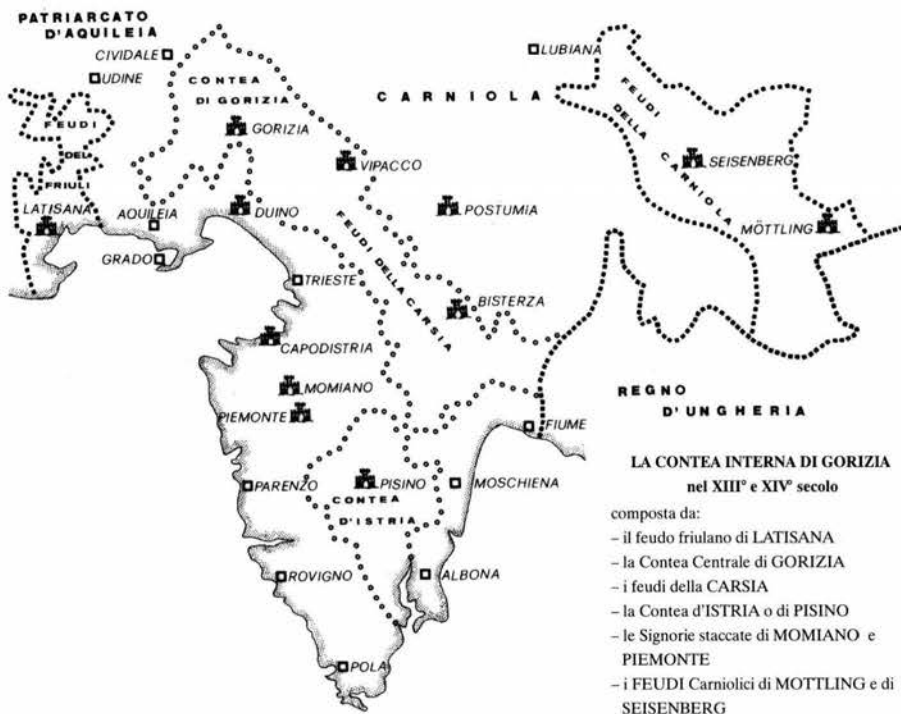 PATRIARCATO
D'AQUILEIA
CIVIDALE
UDINE
LUBIANA
CONTEA
DI GORIZIA
CARNIOLA
FEUDI
DELLA
CARNIOLA
FEUDI
DEL
FRIULI
GORIZIA
VIPACCO
SEISENBERG
LATISANA
AQUILEIA
DUINO
POSTUMIA
MÖTTLING
GRADO
TRIESTE
FEUDI DELLA CARSIA
BISTERZA
CAPODISTRIA
MOMIANO
PIEMONTE
FIUME
REGNO
D'UNGHERIA
PARENZO
PISINO
MOSCHIENA
CONTEA
D'ISTRIA
ROVIGNO
ALBONA
POLA
LA CONTEA INTERNA DI GORIZIA
nel XIII° e XIV° secolo
composta da:
– il feudo friulano di LATISANA
– la Contea Centrale di GORIZIA
– i feudi della CARSIA
– la Contea d'ISTRIA o di PISINO
– le Signorie staccate di MOMIANO e
PIEMONTE
– i FEUDI Carniolici di MOTTLING e di
SEISENBERG